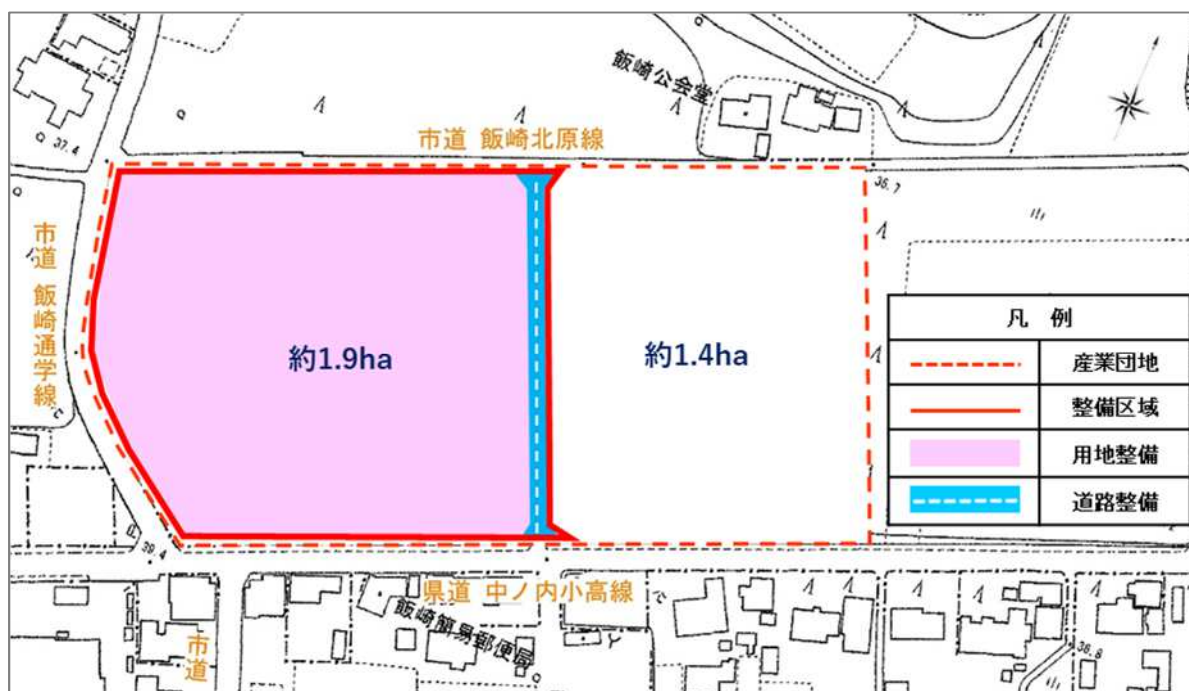 飯崎公会堂
市道 飯崎北原線
37.4
36.7
市道 飯崎通学線
約1.9ha
約1.4ha
凡 例
産業団地
整備区域
用地整備
道路整備
39.4
県道 中ノ内小高線
飯崎簡易郵便局
市道
36.8